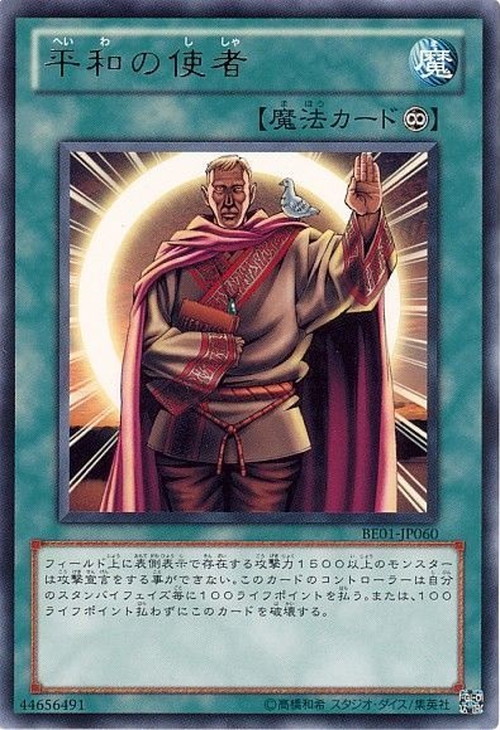 平和の使者
魔
【魔法カード∞】
BE01-JP060
フィールド上に表側表示で存在する攻撃力1500以上のモンスター
は攻撃宣言をする事ができない。このカードのコントローラーは自分
のスタンバイフェイズ毎に100ライフポイントを払う。または、100
ライフポイント払わずにこのカードを破壊する。
44656491
©高橋和希 スタジオ・ダイス/集英社